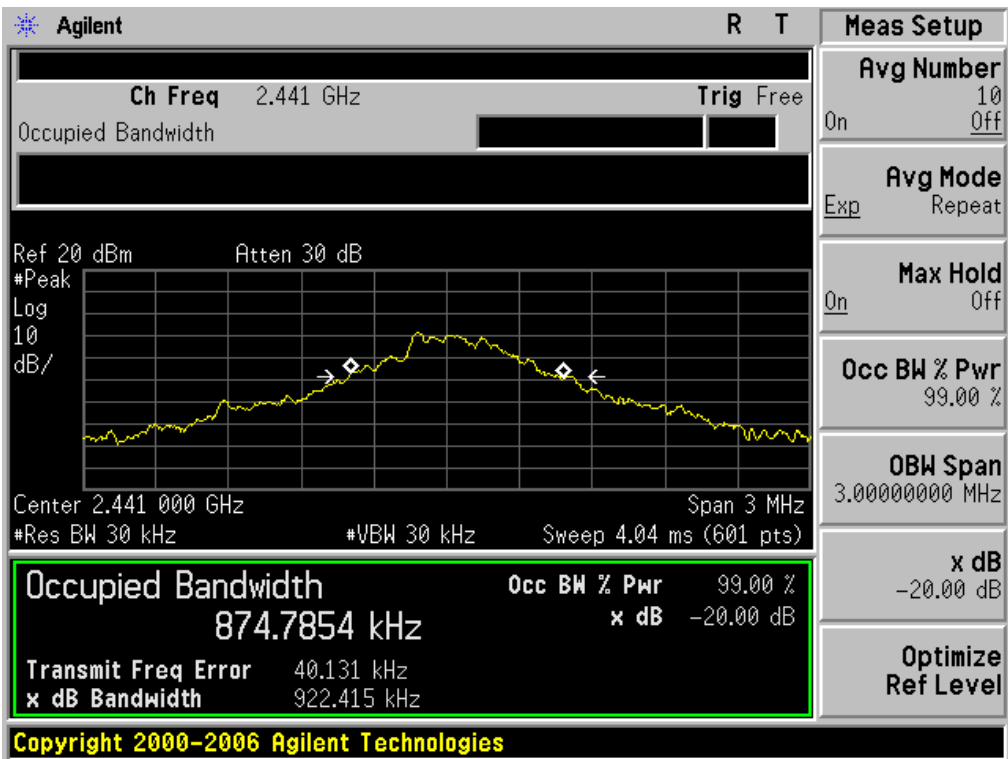 Agilent R T
Ch Freq 2.441 GHz Trig Free
Occupied Bandwidth
Ref 20 dBm Atten 30 dB
#Peak
Log
10
dB/
Center 2.441 000 GHz Span 3 MHz
#Res BW 30 kHz #VBW 30 kHz Sweep 4.04 ms (601 pts)
Occupied Bandwidth Occ BW % Pwr 99.00 %
874.7854 kHz x dB -20.00 dB
Transmit Freq Error 40.131 kHz
x dB Bandwidth 922.415 kHz
Copyright 2000-2006 Agilent Technologies
Meas Setup
Avg Number
10
On Off
Avg Mode
Exp Repeat
Max Hold
On Off
Occ BW % Pwr
99.00 %
OBW Span
3.00000000 MHz
x dB
-20.00 dB
Optimize
Ref Level